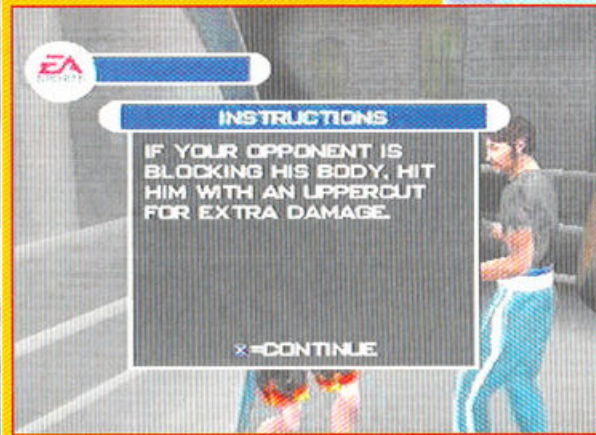 EA
SPORTS
INSTRUCTIONS
IF YOUR OPPONENT IS
BLOCKING HIS BODY, HIT
HIM WITH AN UPPERCUT
FOR EXTRA DAMAGE.
=CONTINUE